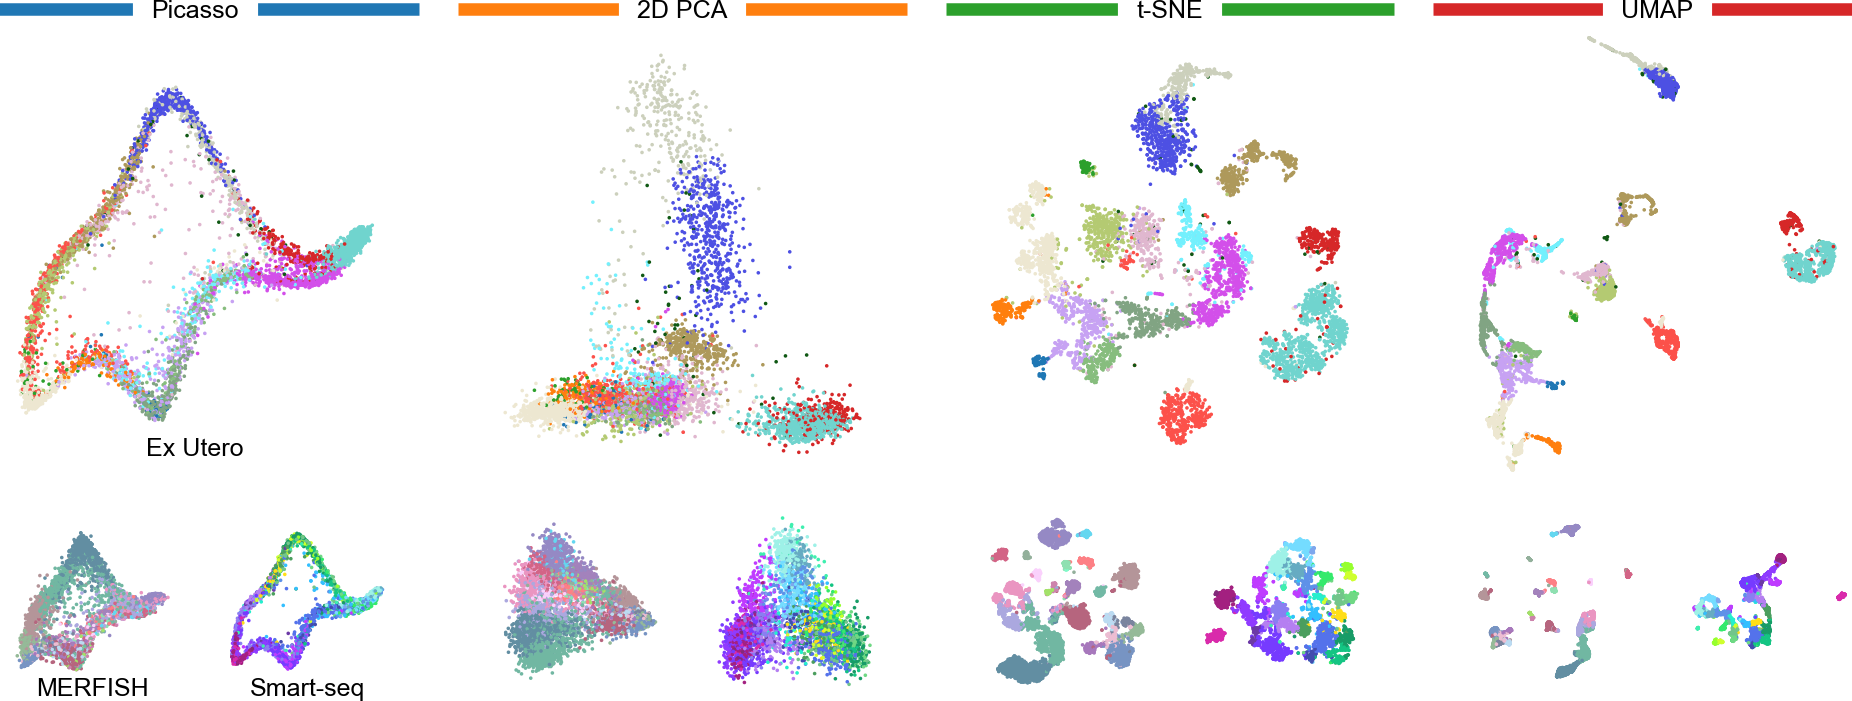 Picasso
2D PCA
t-SNE
UMAP
Ex Utero
MERFISH
Smart-seq